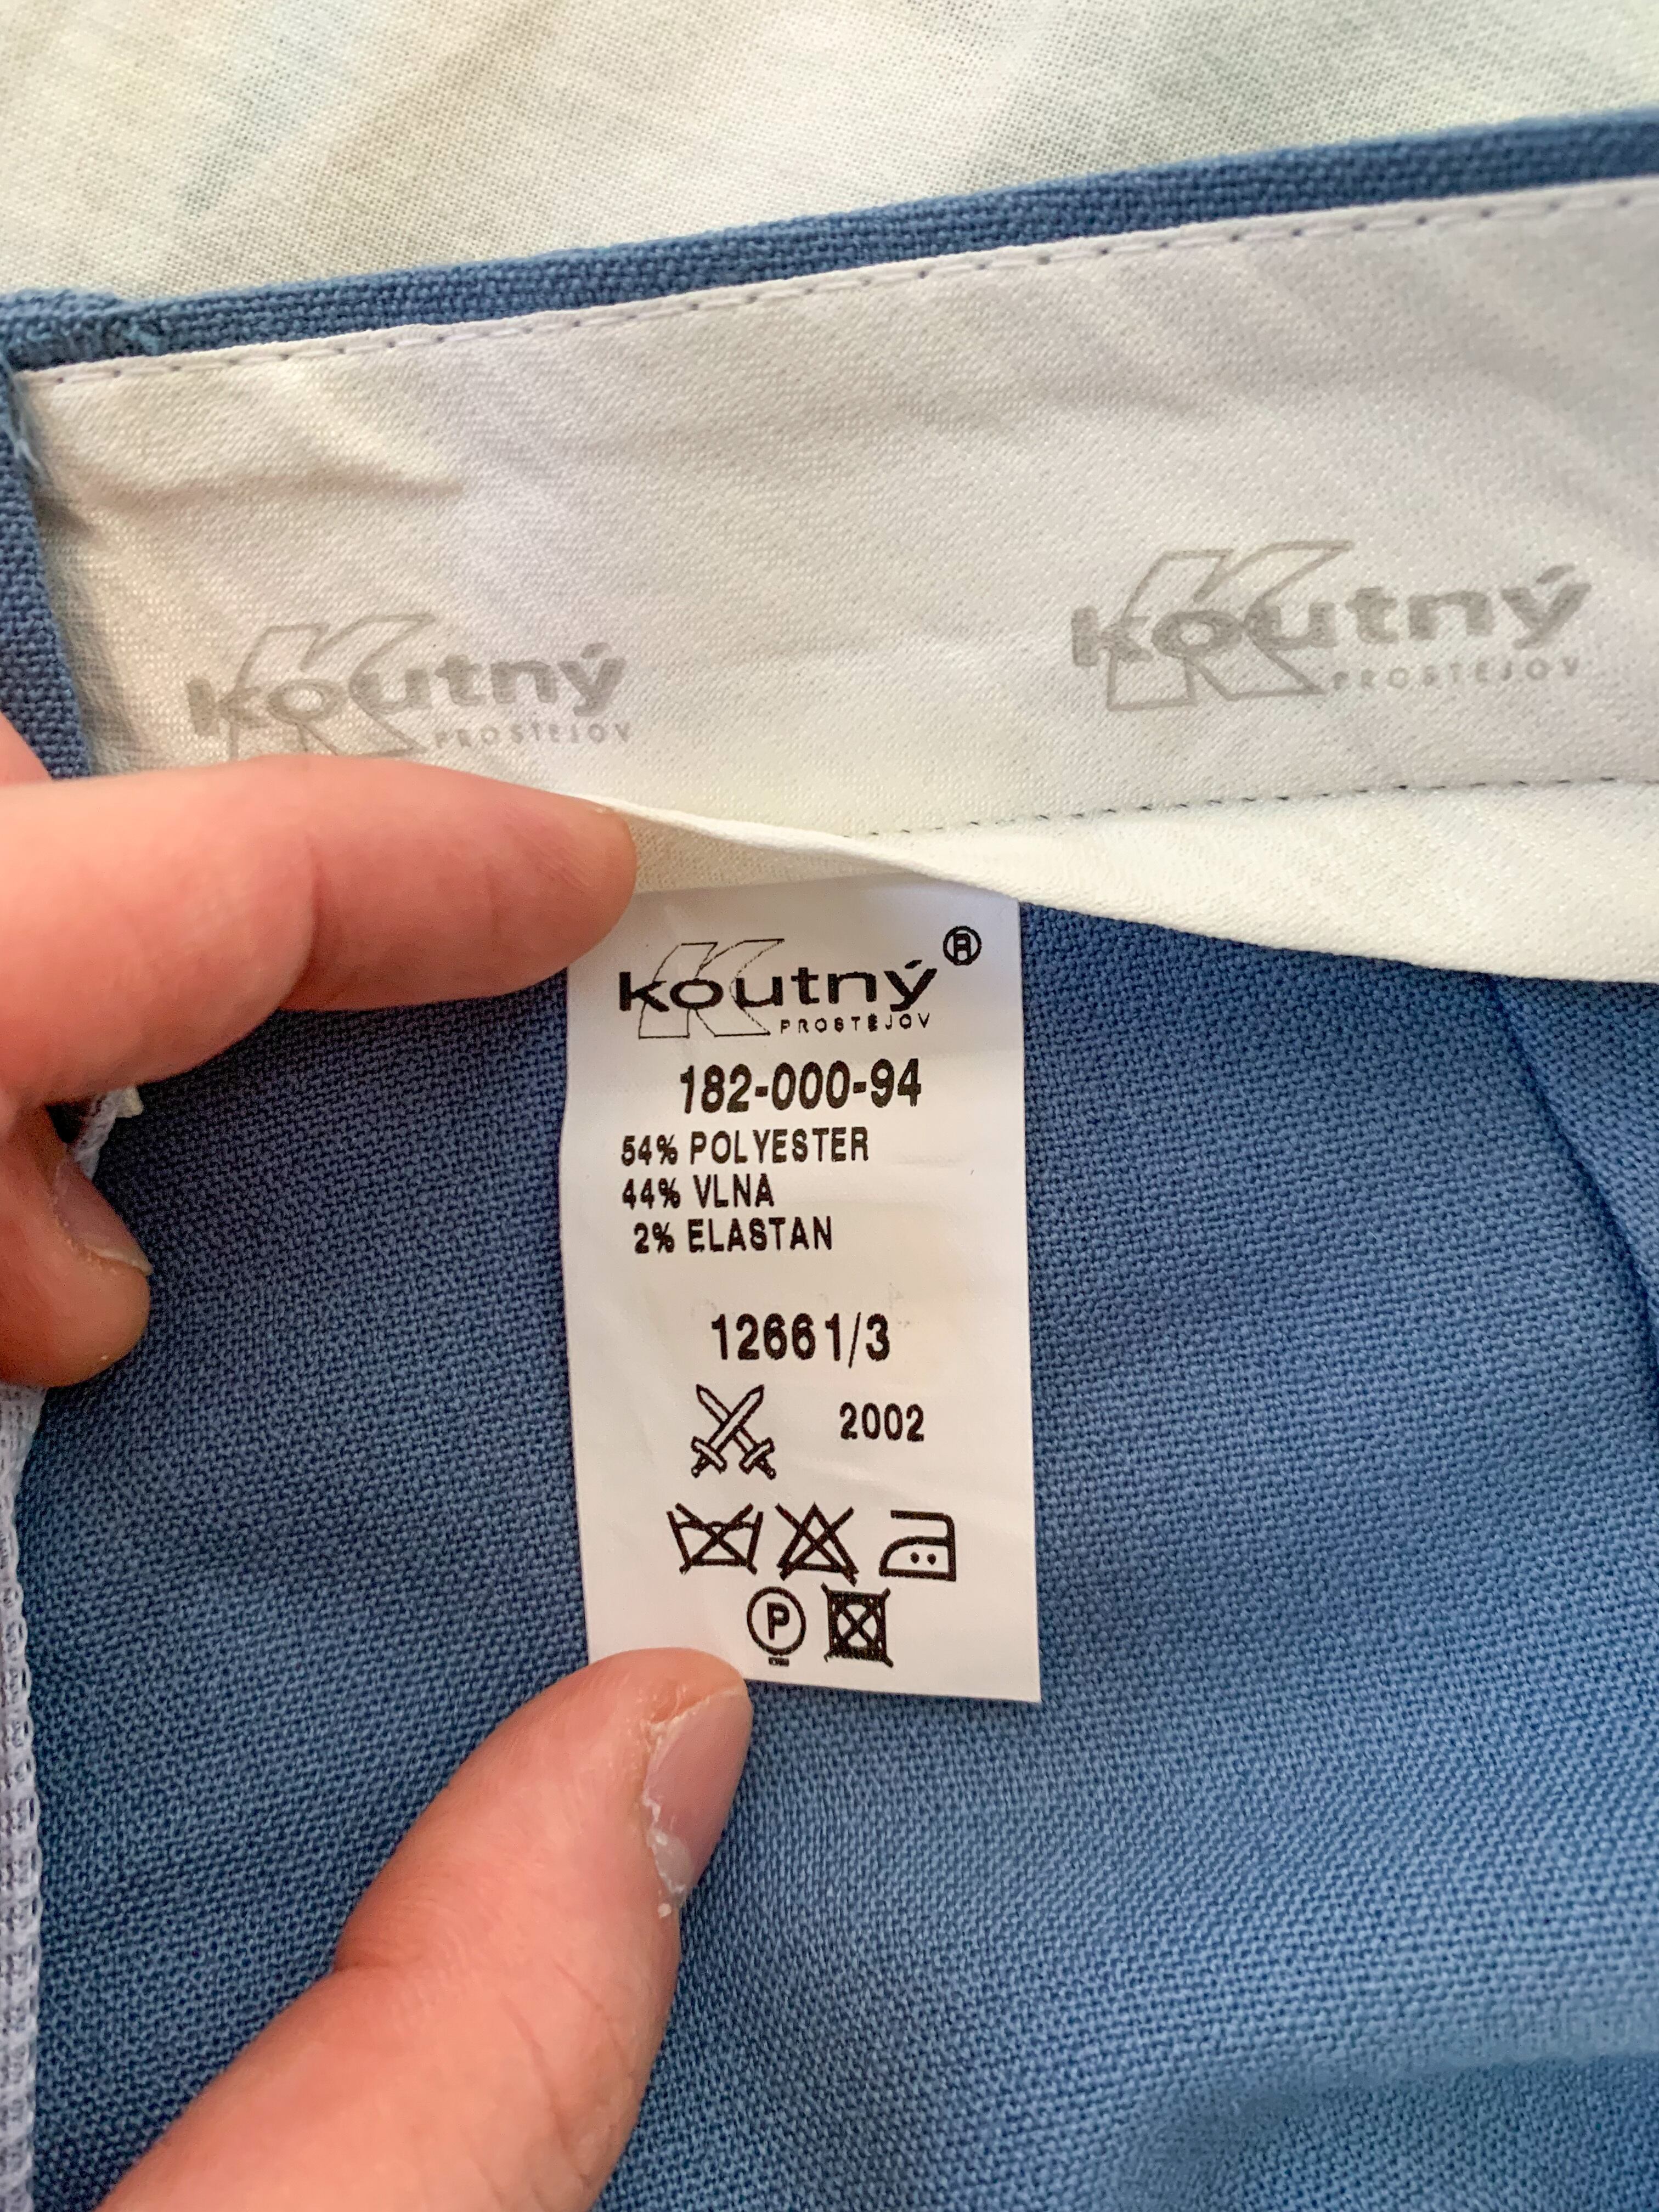 koutný
PROSTĚJOV
koutný
PROSTĚJOV
K koutný ®
PROSTĚJOV
182-000-94
54% POLYESTER
44% VLNA
2% ELASTAN
12661/3
2002
P